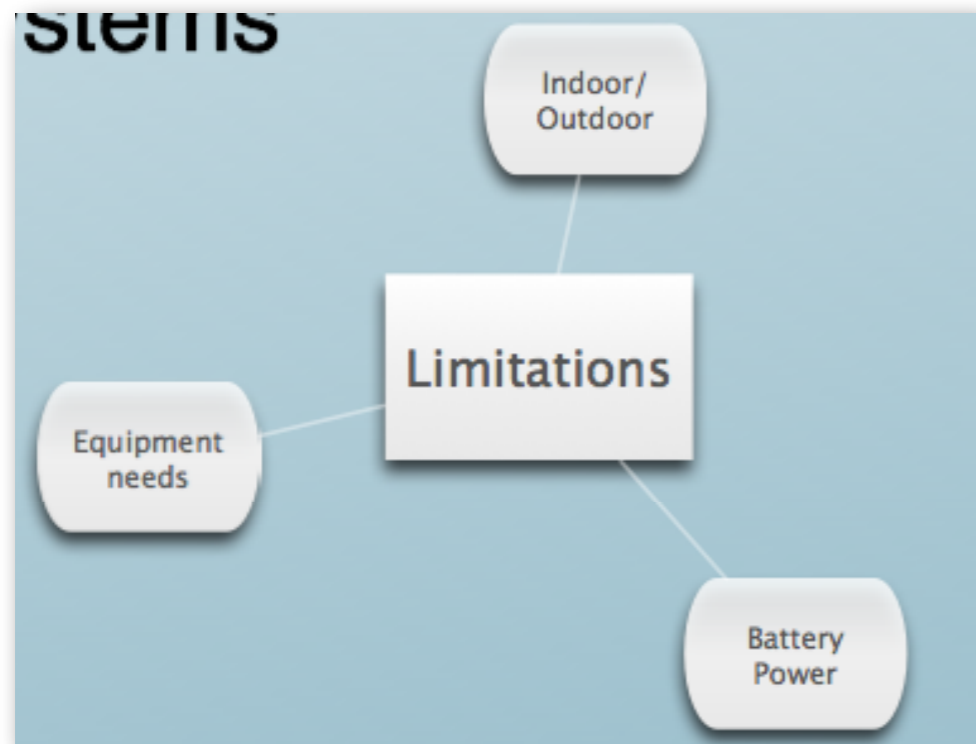 stems
Indoor/
Outdoor
Limitations
Equipment
needs
Battery
Power